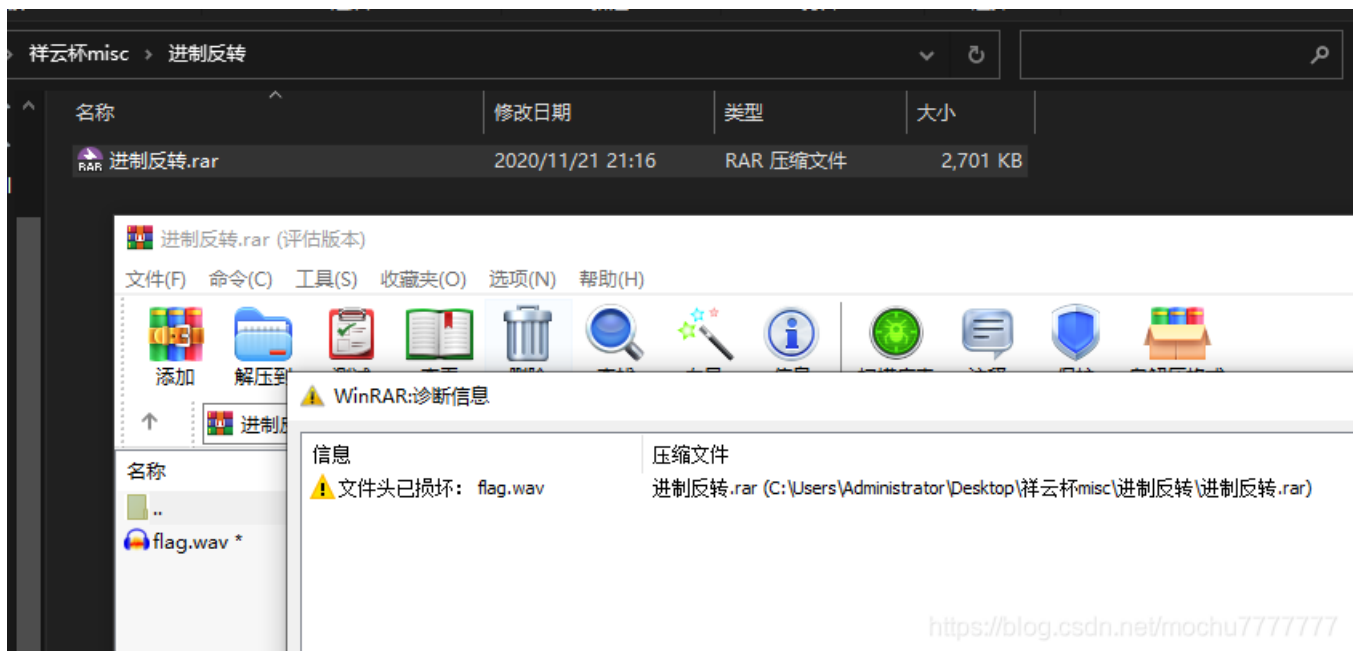 祥云杯misc › 进制反转
名称 修改日期 类型 大小
进制反转.rar 2020/11/21 21:16 RAR 压缩文件 2,701 KB
进制反转.rar (评估版本)
文件(F) 命令(C) 工具(S) 收藏夹(O) 选项(N) 帮助(H)
添加 解压到
WinRAR:诊断信息
进制
信息 压缩文件
名称
文件头已损坏: flag.wav 进制反转.rar (C:\Users\Administrator\Desktop\祥云杯misc\进制反转\进制反转.rar)
..
flag.wav *
https://blog.csdn.net/mochu7777777